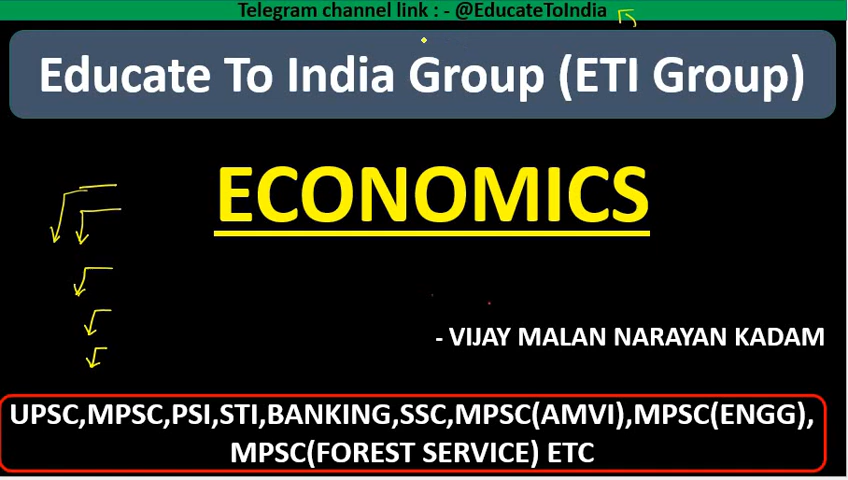 Telegram channel link : - @EducateToIndia
Educate To India Group (ETI Group)
ECONOMICS
- VIJAY MALAN NARAYAN KADAM
UPSC,MPSC,PSI,STI,BANKING,SSC,MPSC(AMVI),MPSC(ENGG),
MPSC(FOREST SERVICE) ETC